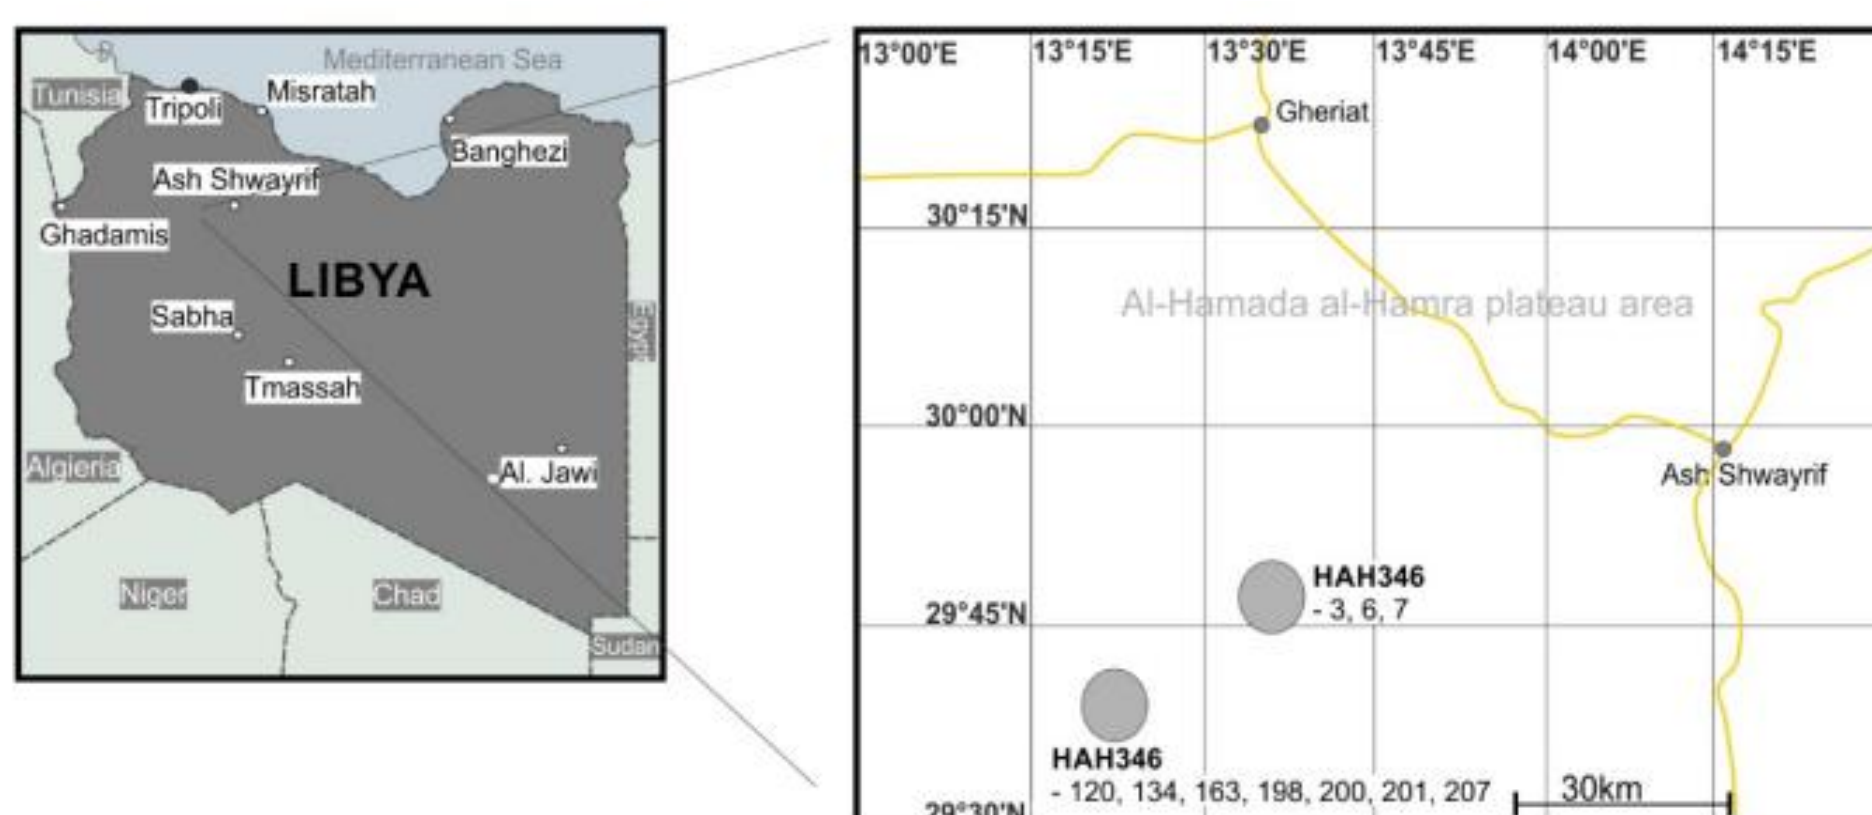 Mediterranean Sea
Tunisia
Tripoli
Misratah
Banghezi
Ash Shwayrif
Ghadamis
LIBYA
Sabha
Egypt
Tmassah
Algieria
Al. Jawi
Niger
Chad
Sudan
13°00'E 13°15'E 13°30'E 13°45'E 14°00'E 14°15'E
Gheriat
30°15'N
Al-Hamada al-Hamra plateau area
30°00'N
Ash Shwayrif
HAH346
- 3, 6, 7
29°45'N
HAH346
- 120, 134, 163, 198, 200, 201, 207
30km
29°30'N